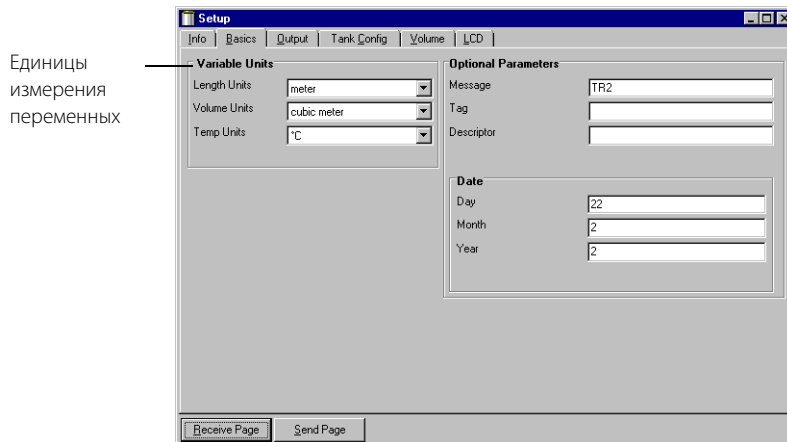 Setup
Info Basics Output Tank Config Volume LCD
Единицы
измерения
переменных
Variable Units
Length Units meter
Volume Units cubic meter
Temp Units °C
Optional Parameters
Message TR2
Tag
Descriptor
Date
Day 22
Month 2
Year 2
Receive Page Send Page